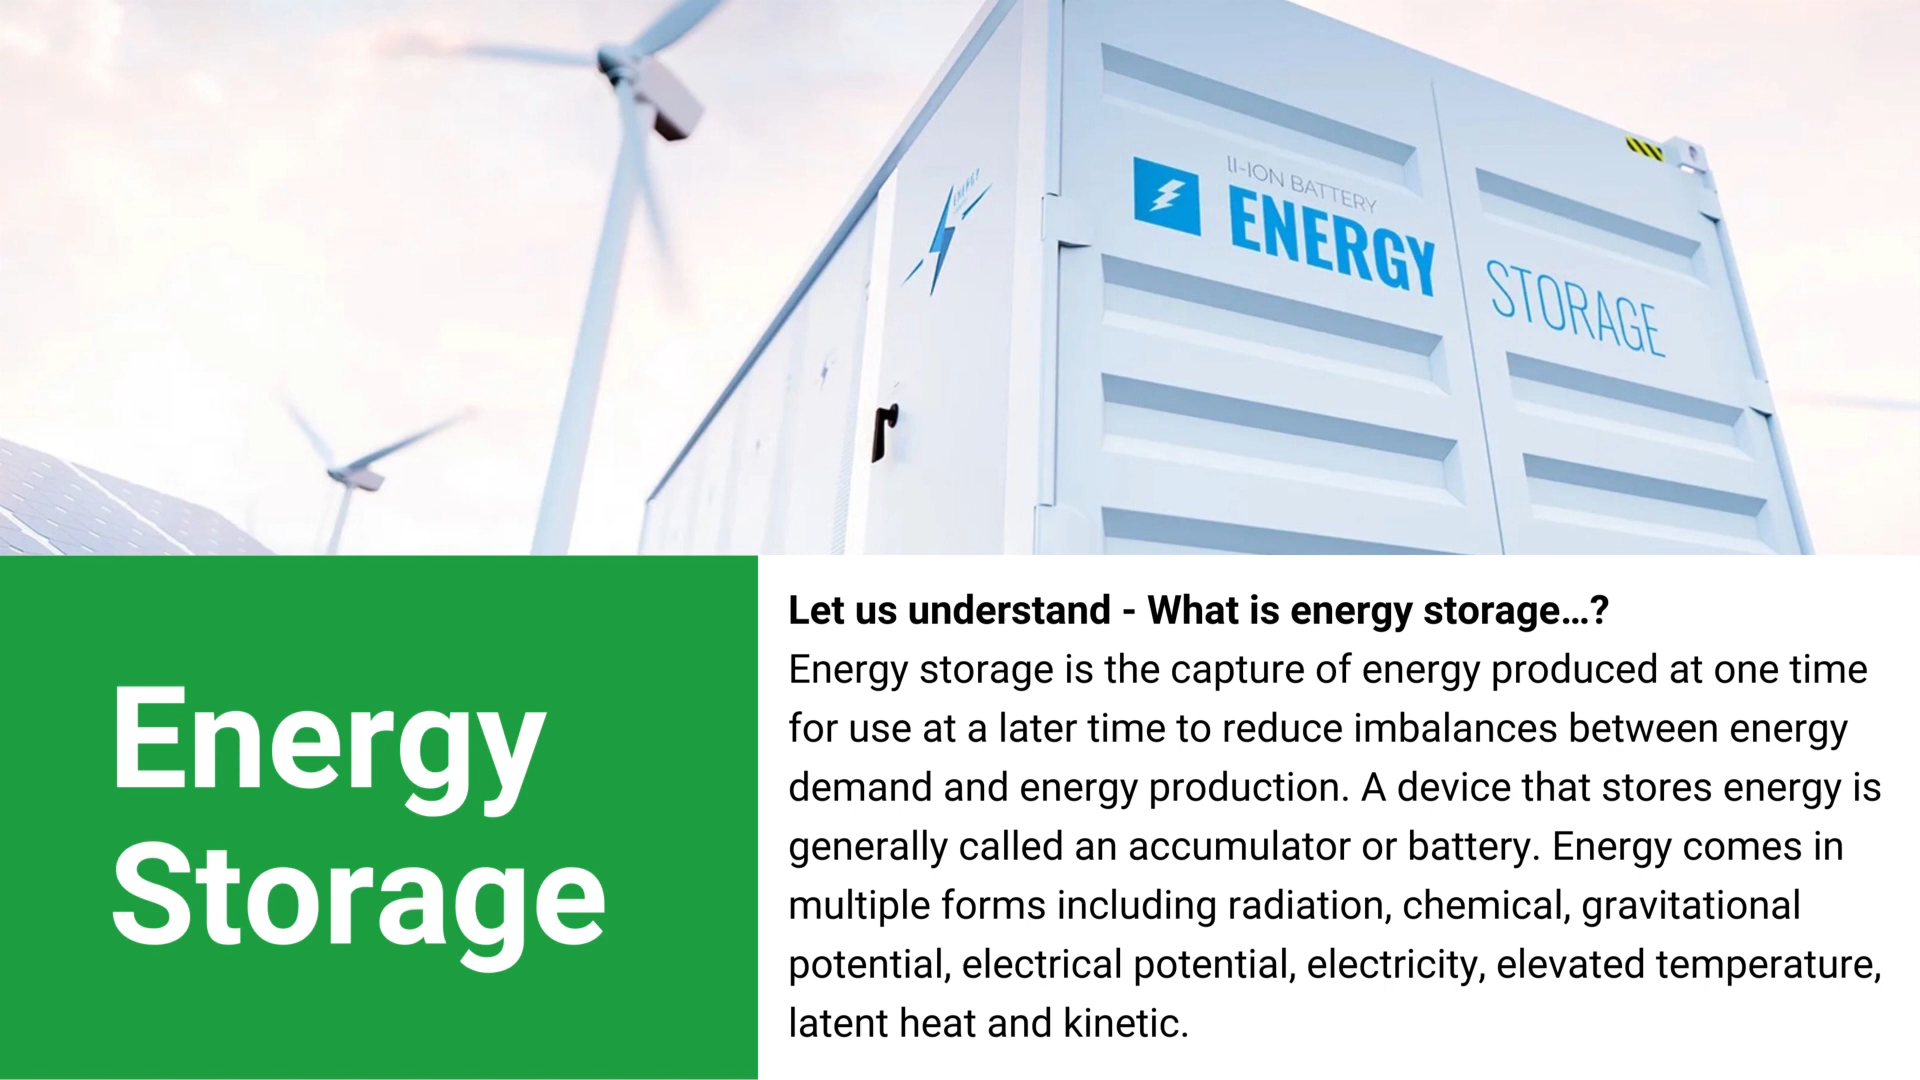 LI-ION BATTERY
ENERGY
STORAGE
ENERGY
Energy
Storage
Let us understand - What is energy storage...?
Energy storage is the capture of energy produced at one time
for use at a later time to reduce imbalances between energy
demand and energy production. A device that stores energy is
generally called an accumulator or battery. Energy comes in
multiple forms including radiation, chemical, gravitational
potential, electrical potential, electricity, elevated temperature,
latent heat and kinetic.